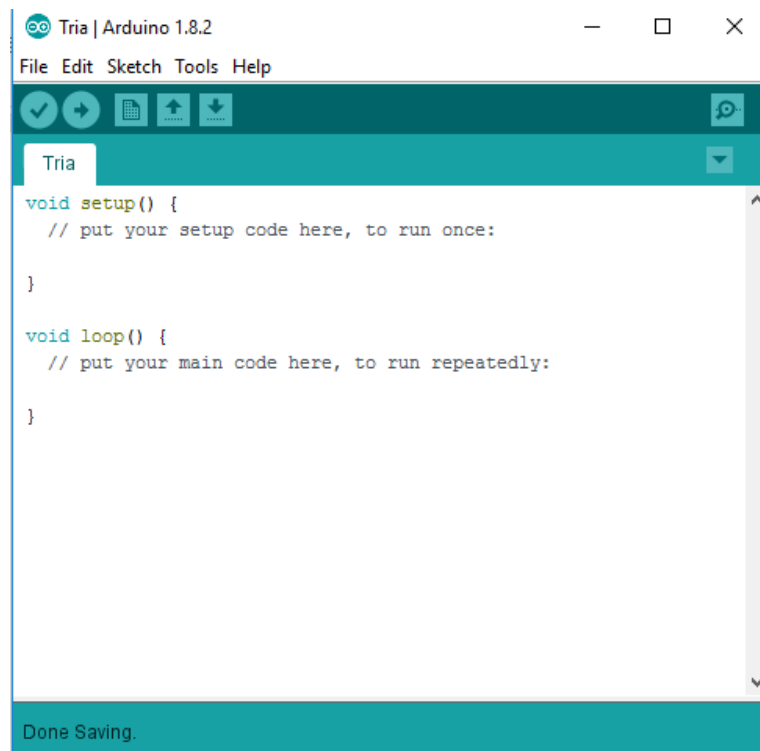 Tria | Arduino 1.8.2
File Edit Sketch Tools Help
Tria
void setup() {
  // put your setup code here, to run once:
}
void loop() {
  // put your main code here, to run repeatedly:
}
Done Saving.